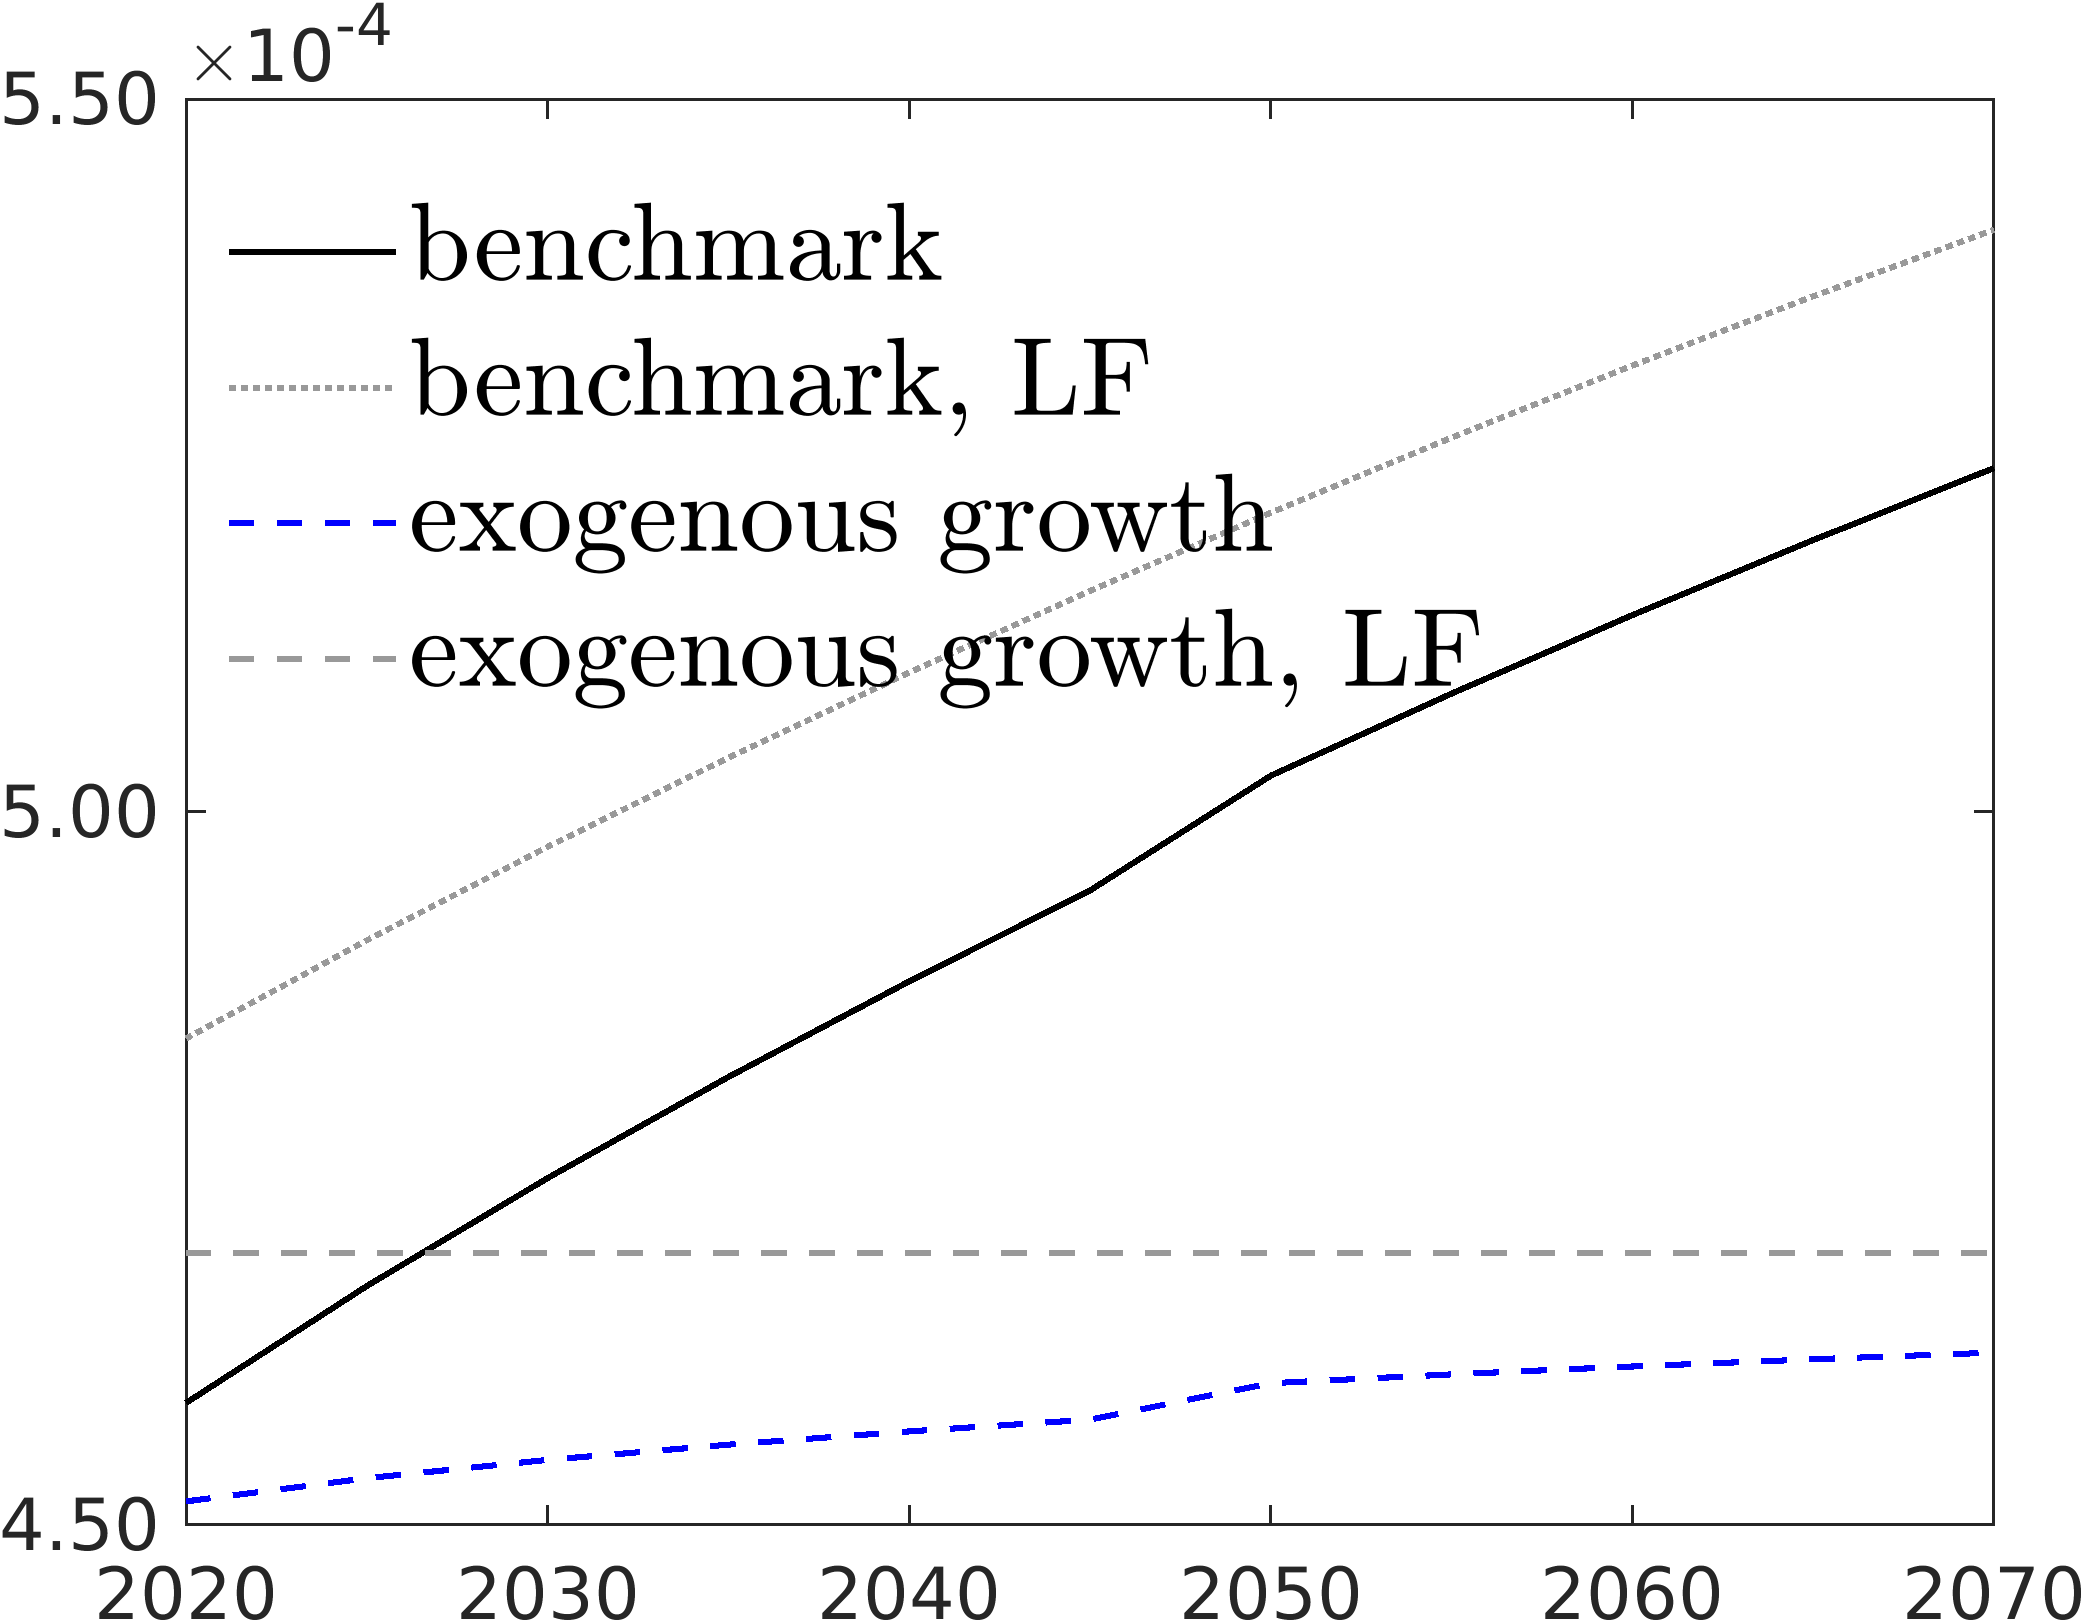 ×10-4
5.50
benchmark
benchmark, LF
exogenous growth
exogenous growth, LF
5.00
4.50
2020 2030 2040 2050 2060 2070